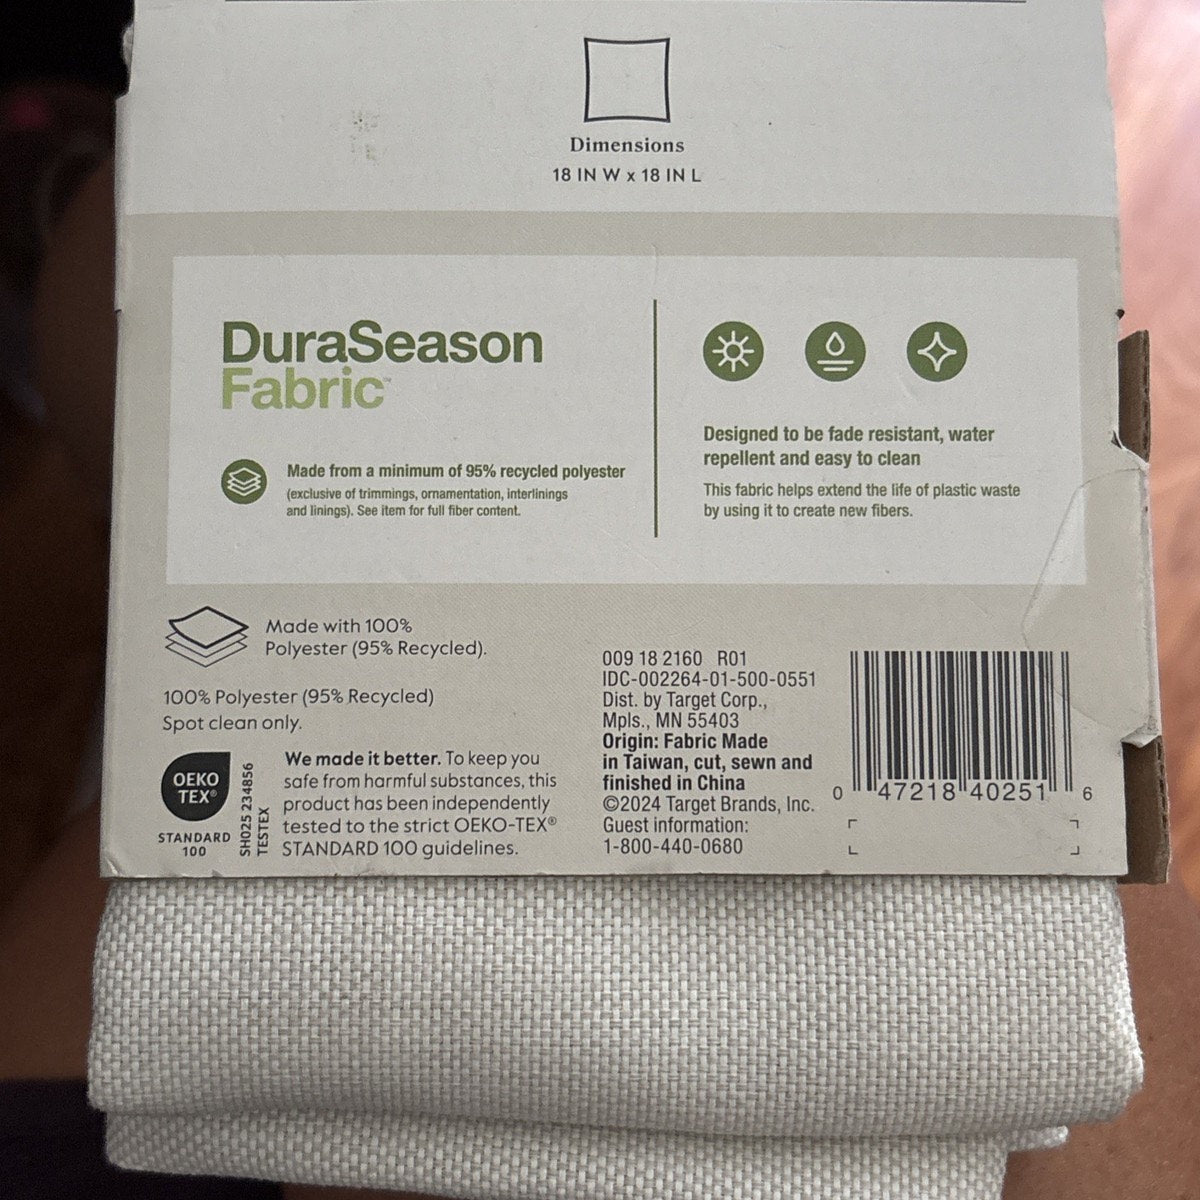 Dimensions
18 IN W x 18 IN L
DuraSeason
Fabric™
Made from a minimum of 95% recycled polyester
(exclusive of trimmings, ornamentation, interlinings
and linings). See item for full fiber content.
Designed to be fade resistant, water
repellent and easy to clean
This fabric helps extend the life of plastic waste
by using it to create new fibers.
Made with 100%
Polyester (95% Recycled).
100% Polyester (95% Recycled)
Spot clean only.
OEKO
TEX®
STANDARD
100
SH025 234856
TESTEX
We made it better. To keep you
safe from harmful substances, this
product has been independently
tested to the strict OEKO-TEX®
STANDARD 100 guidelines.
009 18 2160 R01
IDC-002264-01-500-0551
Dist. by Target Corp.,
Mpls., MN 55403
Origin: Fabric Made
in Taiwan, cut, sewn and
finished in China
©2024 Target Brands, Inc.
Guest information:
1-800-440-0680
0 47218 40251 6